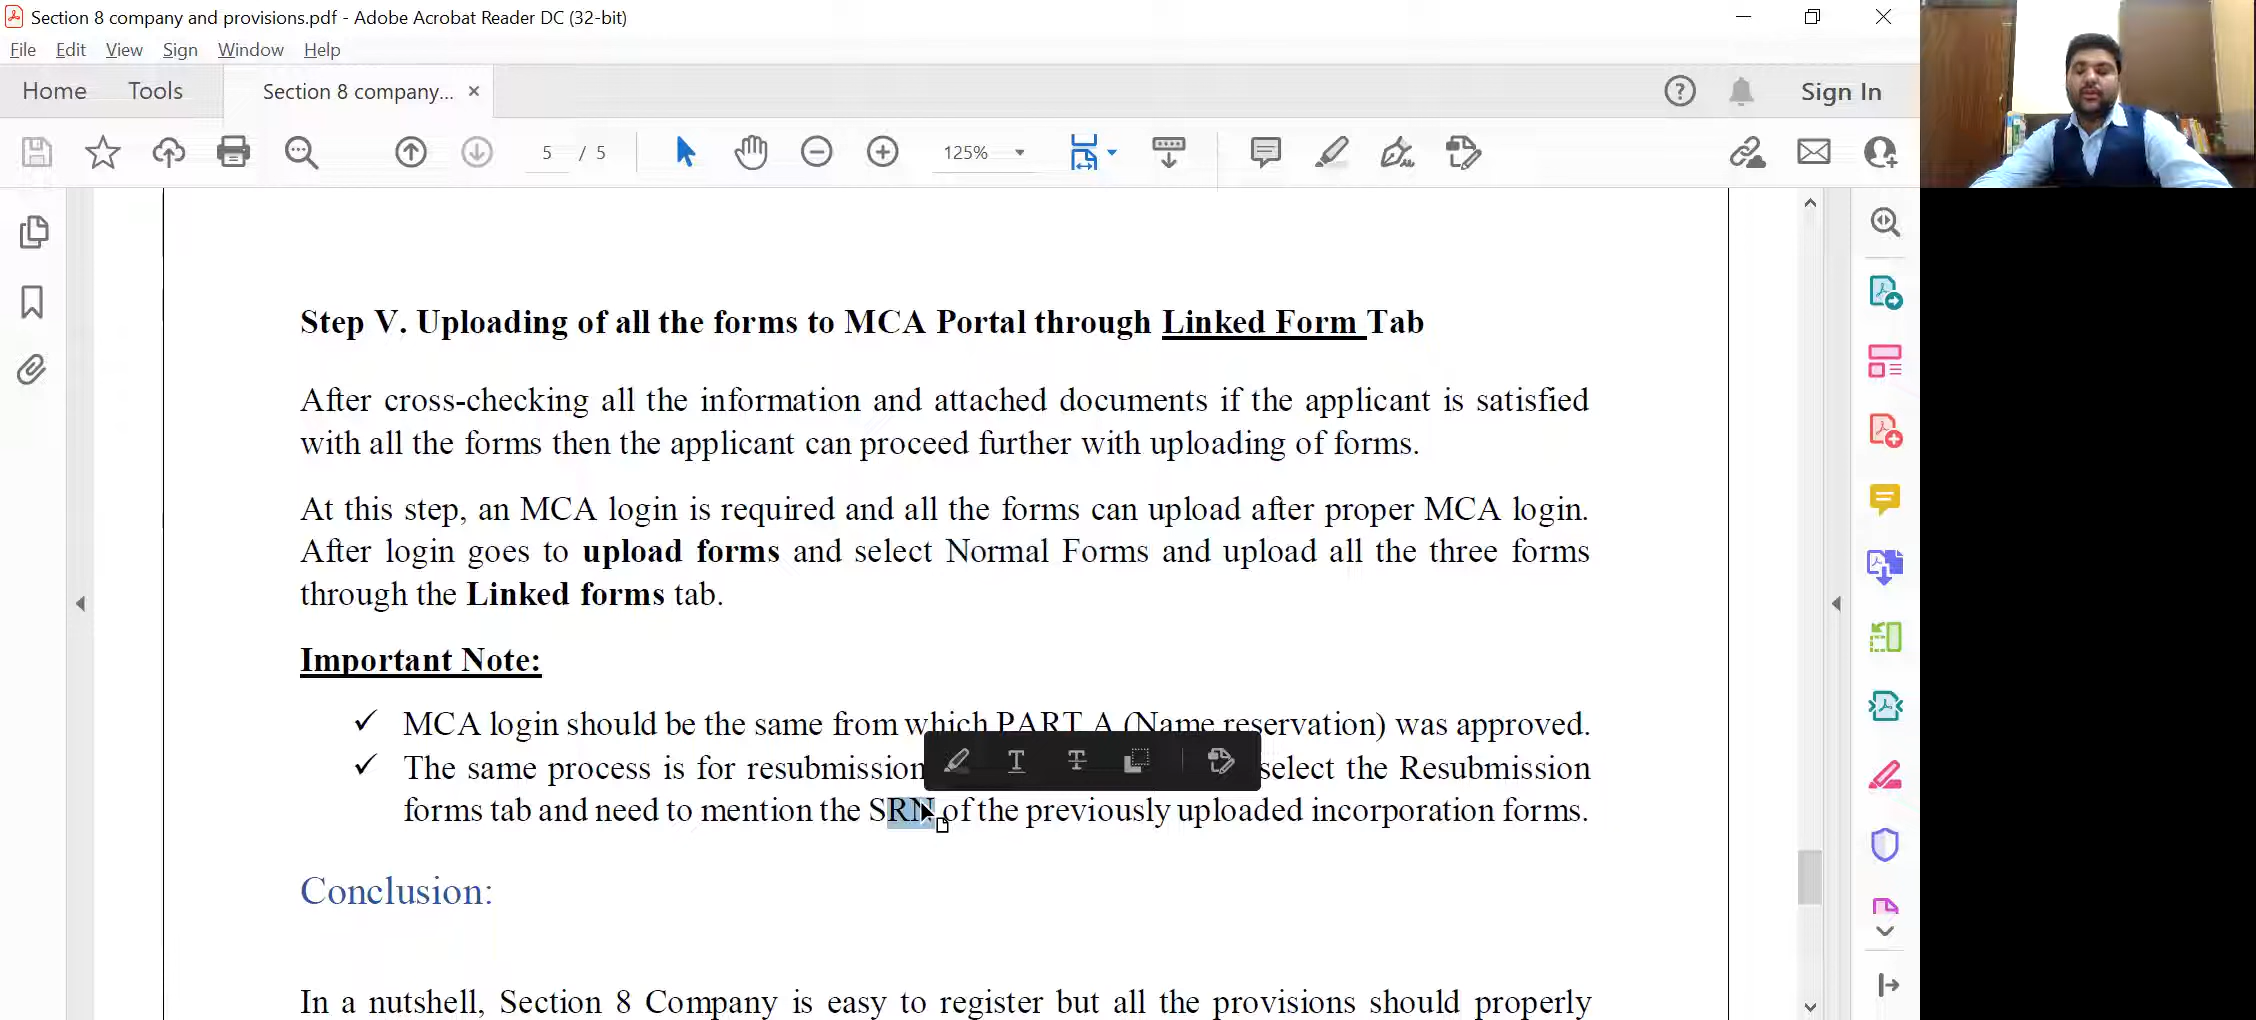 Section 8 company and provisions.pdf - Adobe Acrobat Reader DC (32-bit)
File Edit View Sign Window Help
Home Tools Section 8 company... × Sign In
5 / 5 125%
Step V. Uploading of all the forms to MCA Portal through Linked Form Tab
After cross-checking all the information and attached documents if the applicant is satisfied
with all the forms then the applicant can proceed further with uploading of forms.
At this step, an MCA login is required and all the forms can upload after proper MCA login.
After login goes to upload forms and select Normal Forms and upload all the three forms
through the Linked forms tab.
Important Note:
✓ MCA login should be the same from which PART A (Name reservation) was approved.
✓ The same process is for resubmission select the Resubmission
forms tab and need to mention the SRN of the previously uploaded incorporation forms.
Conclusion:
In a nutshell, Section 8 Company is easy to register but all the provisions should properly